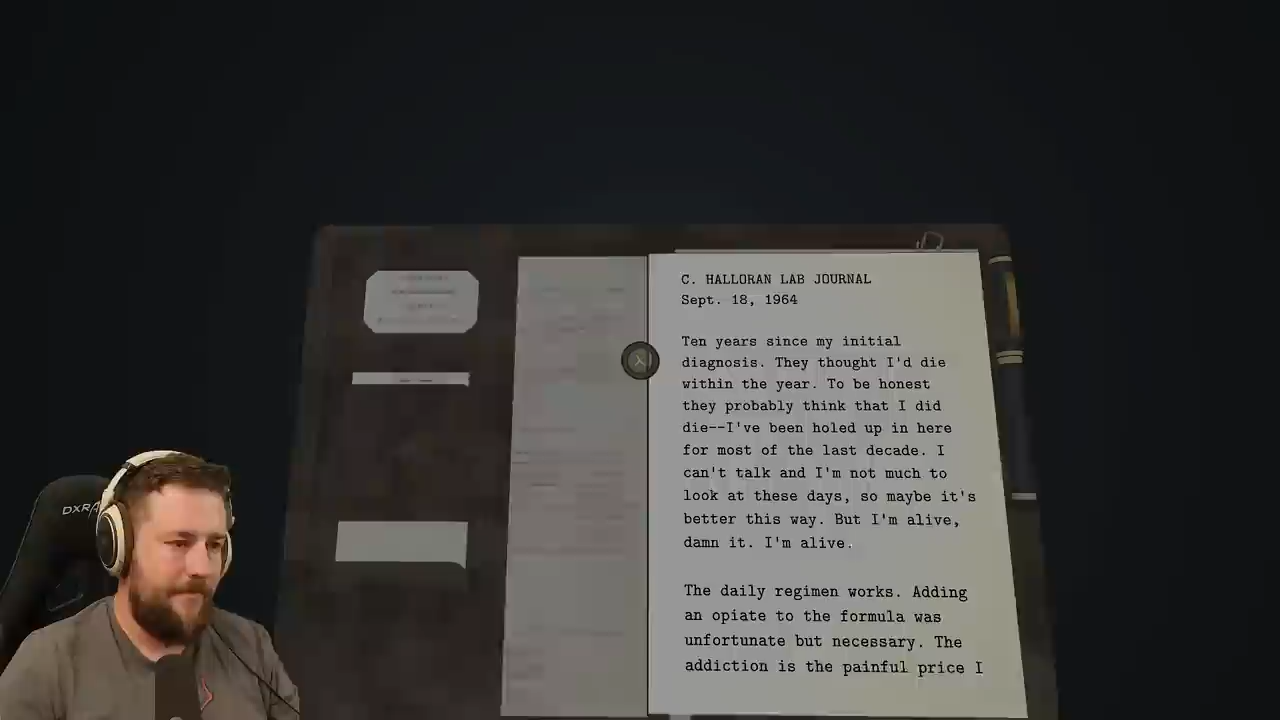 C. HALLORAN LAB JOURNAL
Sept. 18, 1964
Ten years since my initial
diagnosis. They thought I'd die
within the year. To be honest
they probably think that I did
die--I've been holed up in here
for most of the last decade. I
can't talk and I'm not much to
look at these days, so maybe it's
better this way. But I'm alive,
damn it. I'm alive.
The daily regimen works. Adding
an opiate to the formula was
unfortunate but necessary. The
addiction is the painful price I